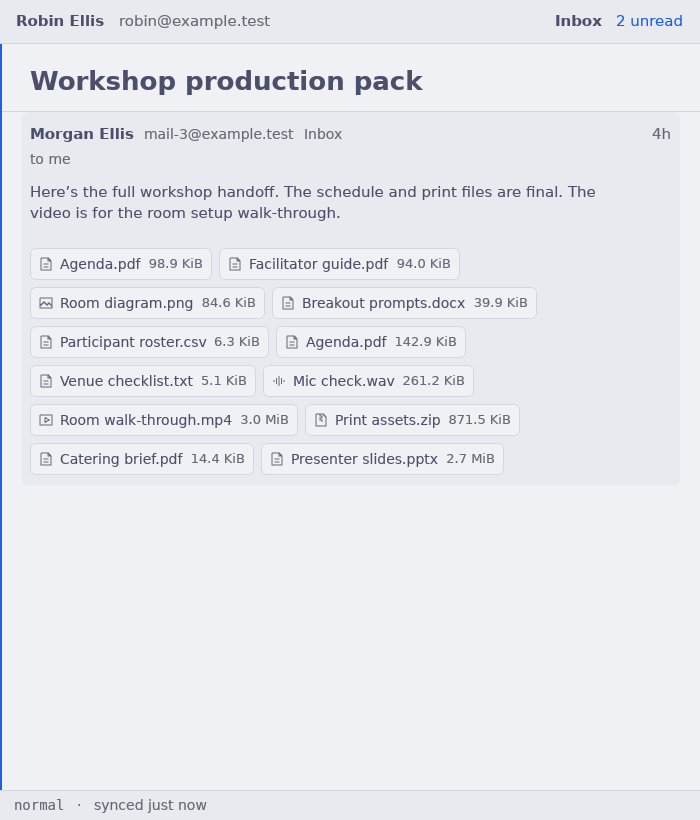 Robin Ellis robin@example.test Inbox 2 unread
Workshop production pack
Morgan Ellis mail-3@example.test Inbox 4h
to me
Here’s the full workshop handoff. The schedule and print files are final. The
video is for the room setup walk-through.
Agenda.pdf 98.9 KiB Facilitator guide.pdf 94.0 KiB
Room diagram.png 84.6 KiB Breakout prompts.docx 39.9 KiB
Participant roster.csv 6.3 KiB Agenda.pdf 142.9 KiB
Venue checklist.txt 5.1 KiB Mic check.wav 261.2 KiB
Room walk-through.mp4 3.0 MiB Print assets.zip 871.5 KiB
Catering brief.pdf 14.4 KiB Presenter slides.pptx 2.7 MiB
normal · synced just now